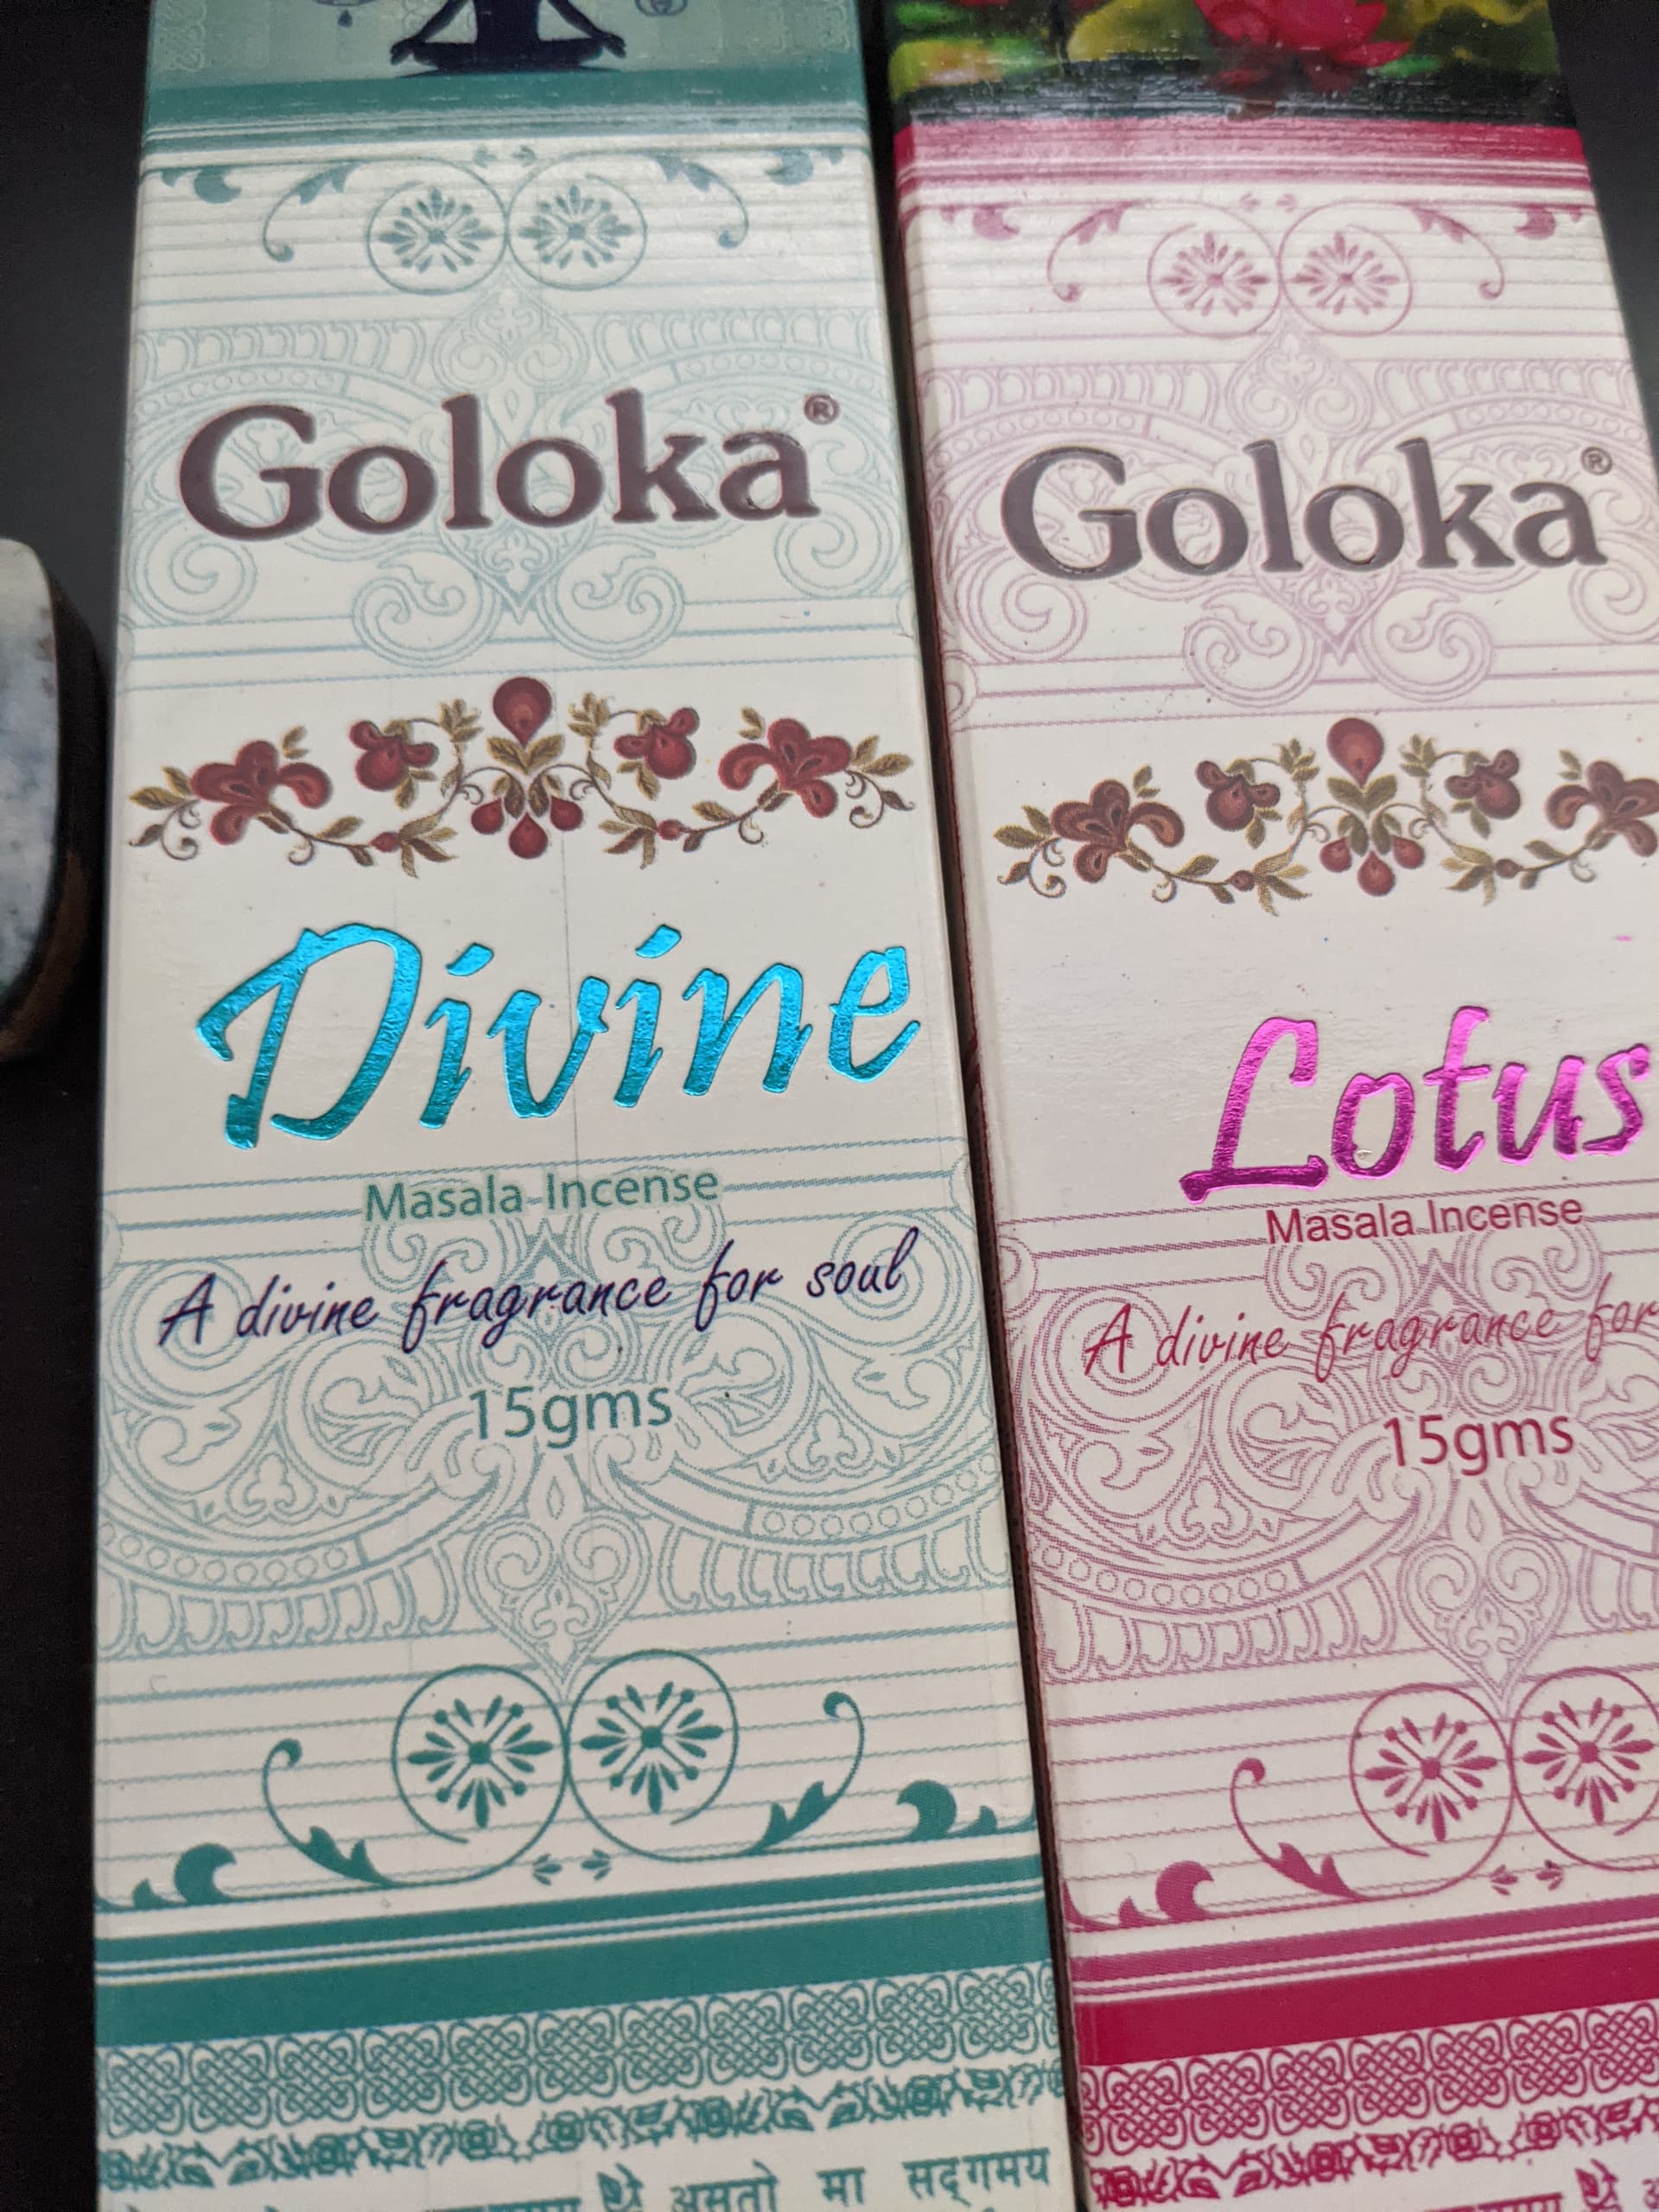 Goloka®
Divine
Masala Incense
A divine fragrance for soul
15gms
असतो मा सद्गमय
Goloka®
Lotus
Masala Incense
A divine fragrance for
15gms